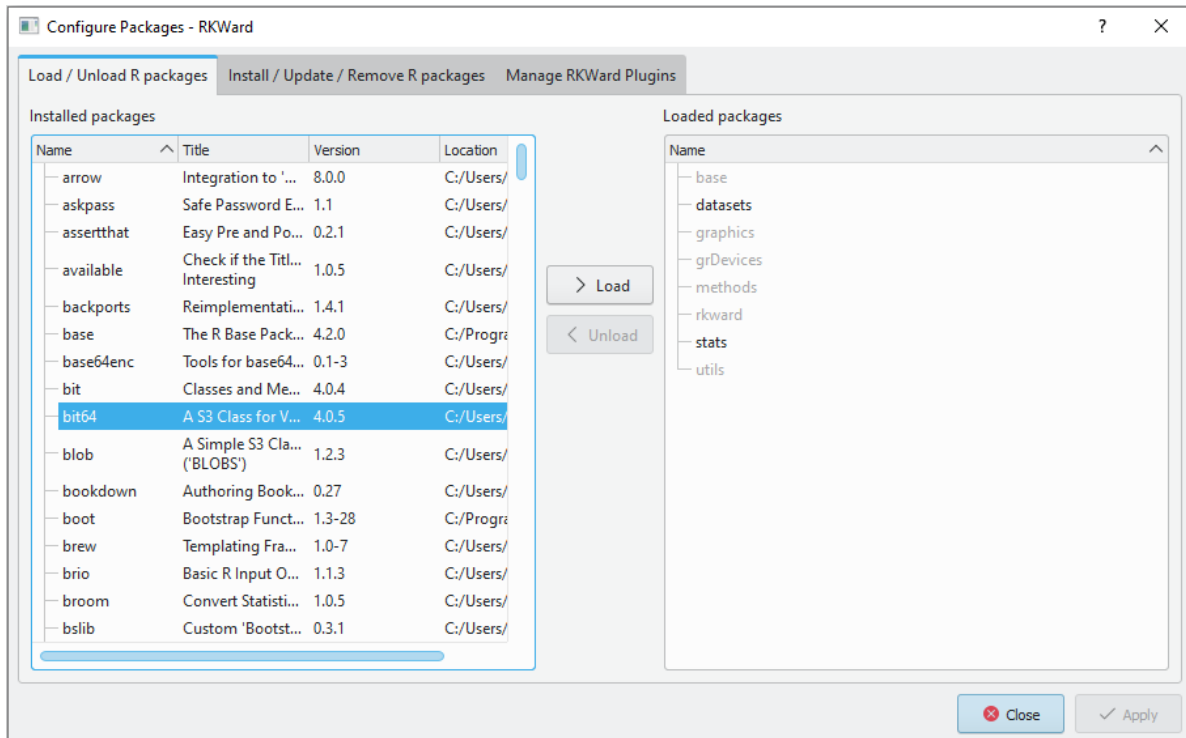 Configure Packages - RKWard
?
Load / Unload R packages Install / Update / Remove R packages Manage RKWard Plugins
Installed packages
Name Title Version Location
arrow Integration to '... 8.0.0 C:/Users/
askpass Safe Password E... 1.1 C:/Users/
assertthat Easy Pre and Po... 0.2.1 C:/Users/
available Check if the Titl... 1.0.5 C:/Users/
Interesting
backports Reimplementati... 1.4.1 C:/Users/
base The R Base Pack... 4.2.0 C:/Progra
base64enc Tools for base64... 0.1-3 C:/Users/
bit Classes and Me... 4.0.4 C:/Users/
bit64 A S3 Class for V... 4.0.5 C:/Users/
blob A Simple S3 Cla... 1.2.3 C:/Users/
('BLOBS')
bookdown Authoring Book... 0.27 C:/Users/
boot Bootstrap Funct... 1.3-28 C:/Progra
brew Templating Fra... 1.0-7 C:/Users/
brio Basic R Input O... 1.1.3 C:/Users/
broom Convert Statisti... 1.0.5 C:/Users/
bslib Custom 'Bootst... 0.3.1 C:/Users/
> Load
< Unload
Loaded packages
Name
base
datasets
graphics
grDevices
methods
rkward
stats
utils
Close
Apply